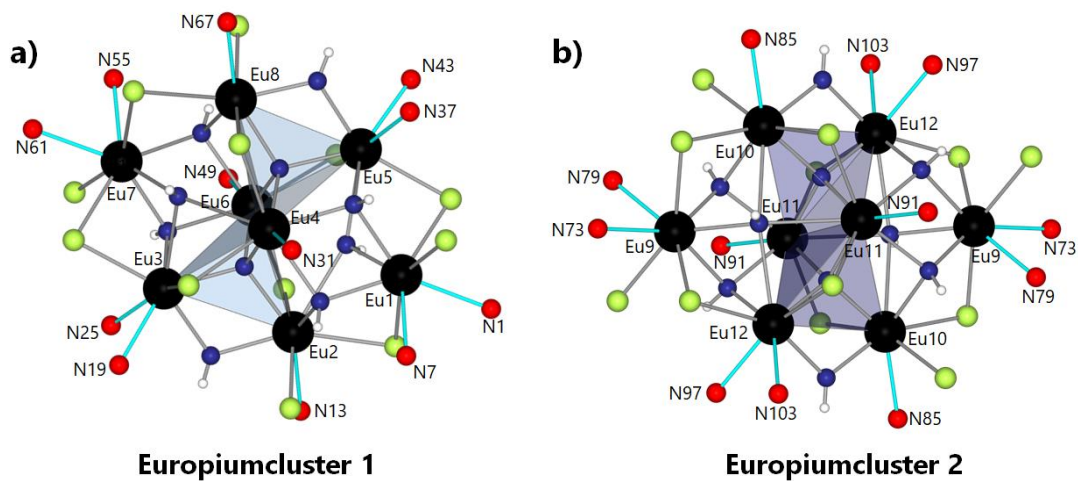 a)
N67
N55
Eu8
N43
N37
N61
Eu7
N49
Eu5
Eu6
Eu4
N31
Eu3
Eu1
N25
Eu2
N1
N19
N7
N13
Europiumcluster 1
b)
N85
N103
N97
Eu12
Eu10
N79
N91
N73
Eu11
Eu9
N91
Eu11
Eu9
N73
N79
Eu12
Eu10
N97
N103
N85
Europiumcluster 2